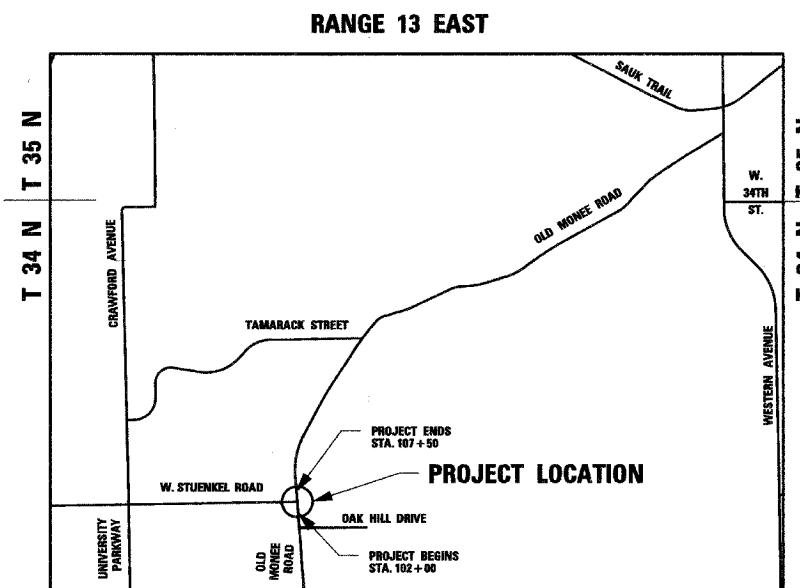 RANGE 13 EAST
SAUK TRAIL
T 35 N
W.
34TH
ST.
OLD MONEE ROAD
T 34 N
CRAWFORD AVENUE
TAMARACK STREET
WESTERN AVENUE
PROJECT ENDS
STA. 107+50
PROJECT LOCATION
W. STUENKEL ROAD
OAK HILL DRIVE
UNIVERSITY
PARKWAY
OLD
MONEE
ROAD
PROJECT BEGINS
STA. 102+00